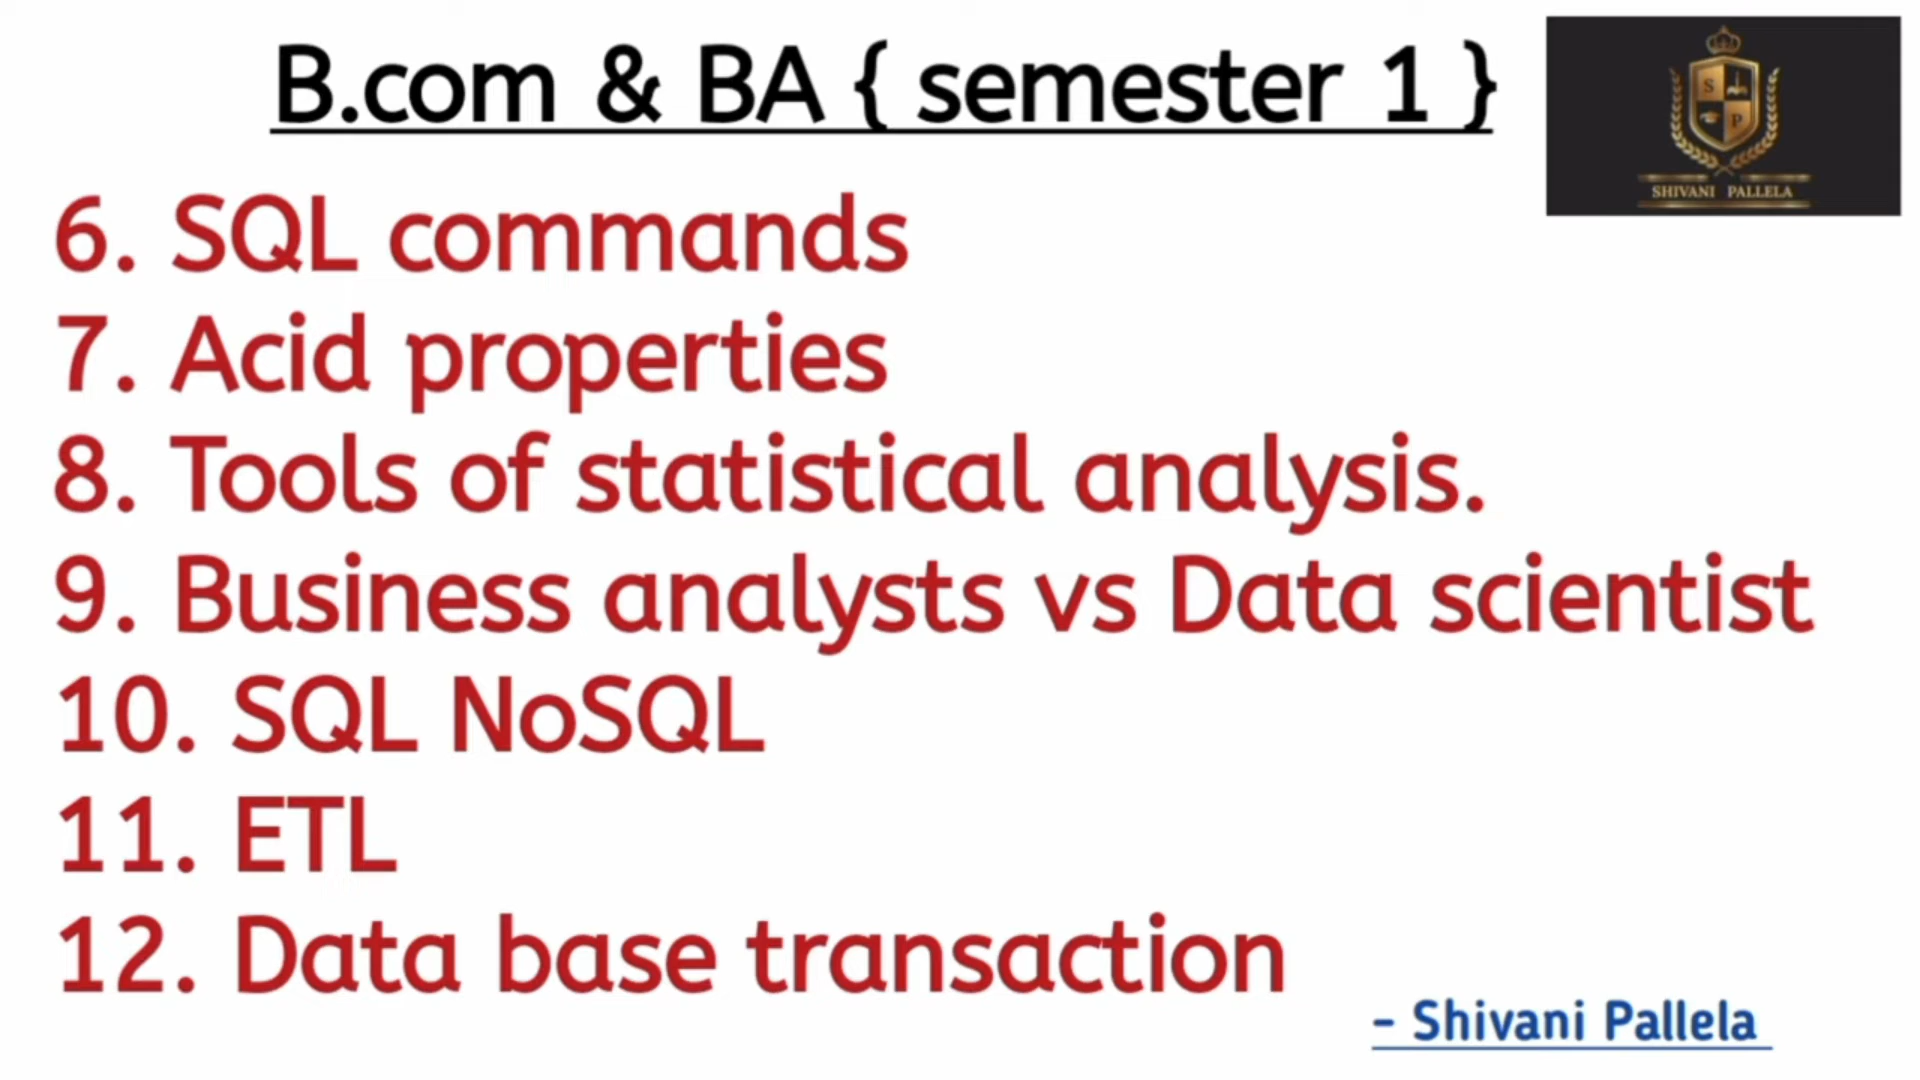 B.com & BA { semester 1 }
S
P
SHIVANI PALLELA
6. SQL commands
7. Acid properties
8. Tools of statistical analysis.
9. Business analysts vs Data scientist
10. SQL NoSQL
11. ETL
12. Data base transaction
- Shivani Pallela